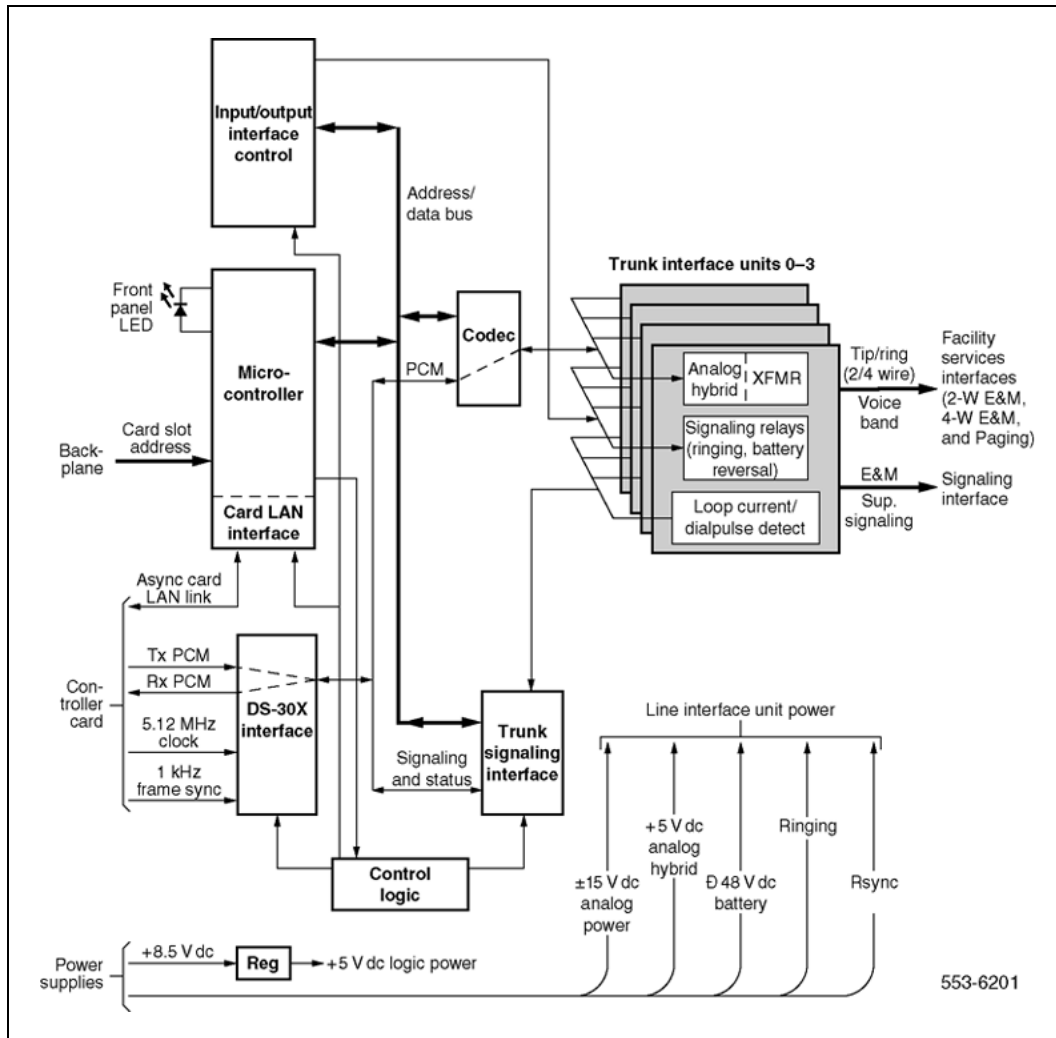 Input/output
interface
control
Address/
data bus
Trunk interface units 0–3
Front
panel
LED
Micro-
controller
Codec
PCM
Analog
hybrid
XFMR
Tip/ring
(2/4 wire)
Voice
band
Facility
services
interfaces
(2-W E&M,
4-W E&M,
and Paging)
Signaling relays
(ringing, battery
reversal)
Card slot
address
Back-
plane
E&M
Sup.
signaling
Signaling
interface
Loop current/
dialpulse detect
Card LAN
interface
Async card
LAN link
Tx PCM
Rx PCM
Con-
troller
card
DS-30X
interface
5.12 MHz
clock
1 kHz
frame sync
Trunk
signaling
interface
Signaling
and status
Line interface unit power
Control
logic
±15 V dc
analog
power
+5 V dc
analog
hybrid
Ð 48 V dc
battery
Ringing
Rsync
Power
supplies
+8.5 V dc
Reg
+5 V dc logic power
553-6201